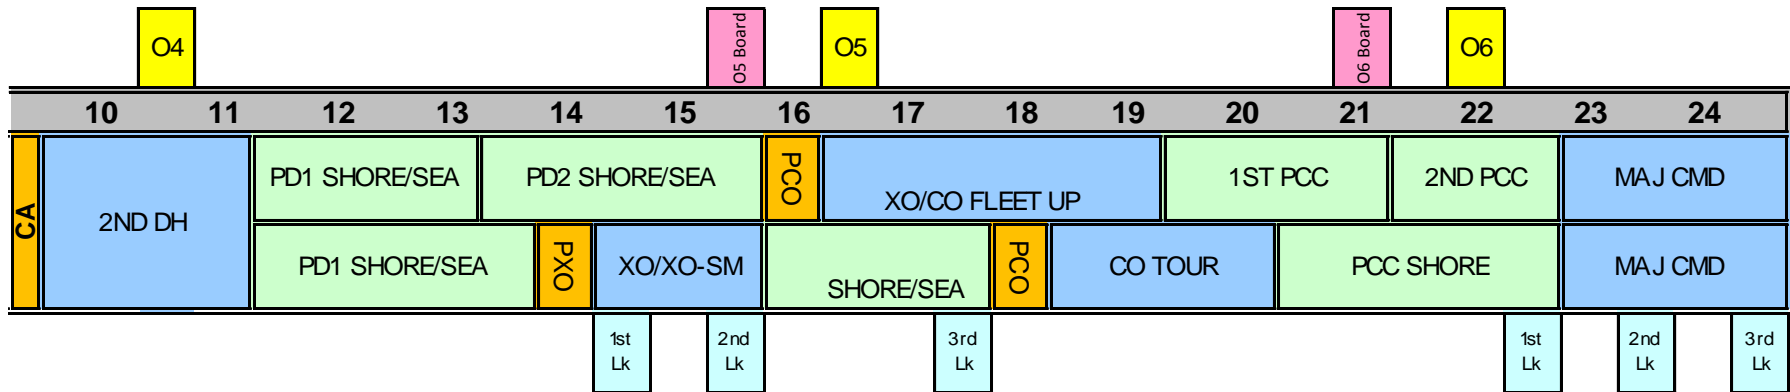 O4
O5 Board
O5
O6 Board
O6
10 11 12 13 14 15 16 17 18 19 20 21 22 23 24
CA
2ND DH
PD1 SHORE/SEA
PD2 SHORE/SEA
PCO
XO/CO FLEET UP
1ST PCC
2ND PCC
MAJ CMD
PD1 SHORE/SEA
PXO
XO/XO-SM
SHORE/SEA
PCO
CO TOUR
PCC SHORE
MAJ CMD
1st
Lk
2nd
Lk
3rd
Lk
1st
Lk
2nd
Lk
3rd
Lk